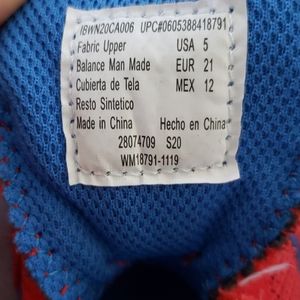 IBWN20CA006 UPC#0605388418791
Fabric Upper USA 5
Balance Man Made EUR 21
Cubierta de Tela MEX 12
Resto Sintetico
Made in China Hecho en China
28074709 S20
WM18791-1119